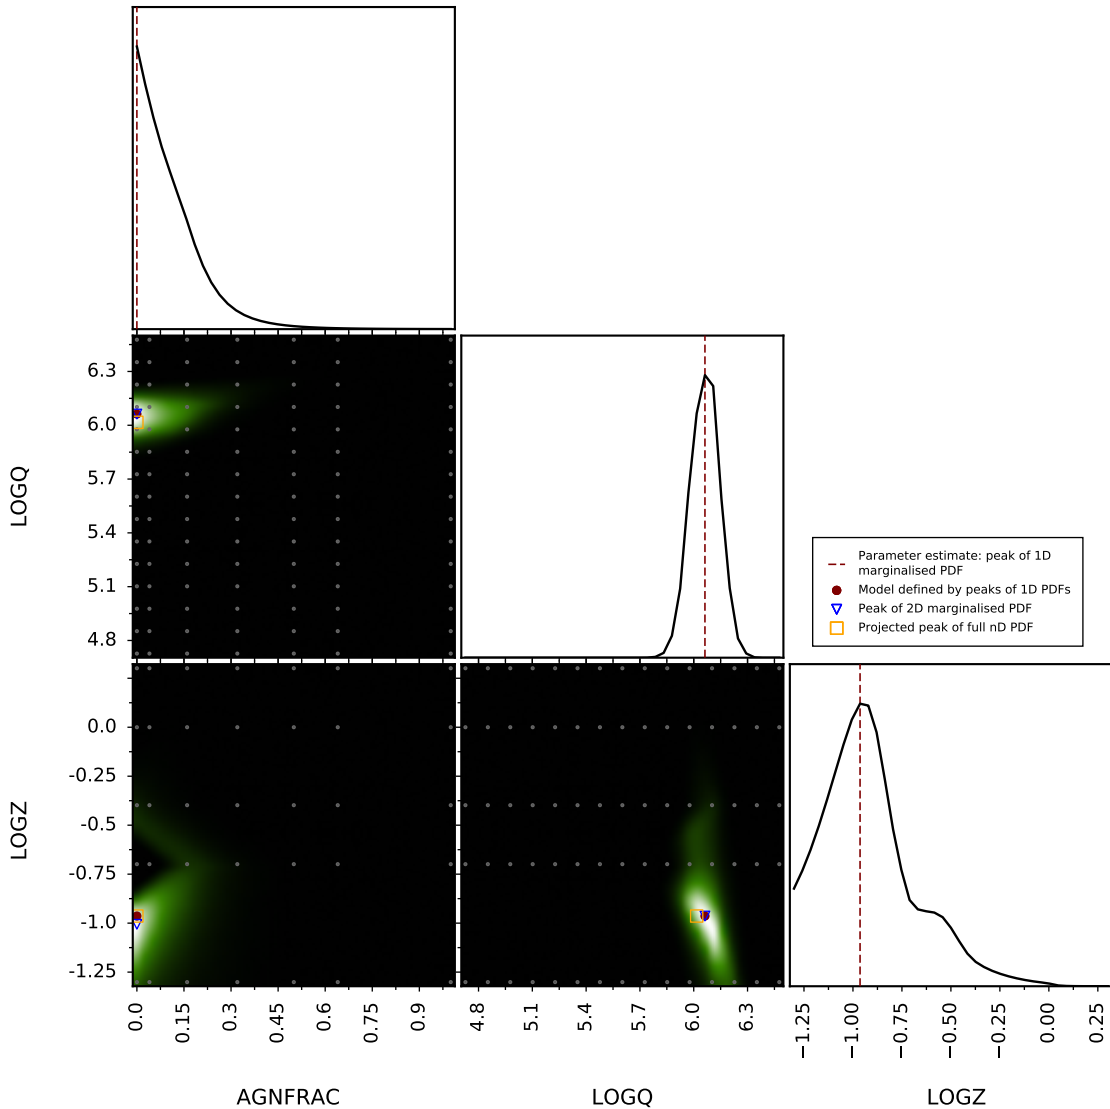 6.3
6.0
5.7
5.4
5.1
4.8
LOGQ
Parameter estimate: peak of 1D
marginalised PDF
Model defined by peaks of 1D PDFs
Peak of 2D marginalised PDF
Projected peak of full nD PDF
0.0
-0.25
-0.5
-0.75
-1.0
-1.25
LOGZ
0.0 0.15 0.3 0.45 0.6 0.75 0.9
4.8 5.1 5.4 5.7 6.0 6.3
−1.25 −1.00 −0.75 −0.50 −0.25 0.00 0.25
AGNFRAC LOGQ LOGZ